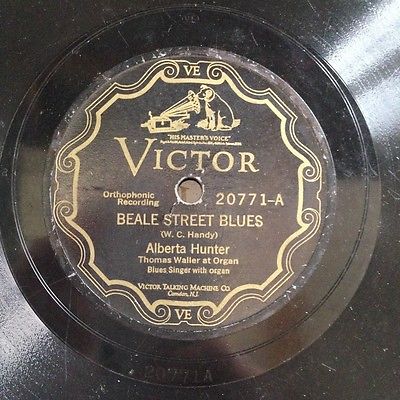 VE
"HIS MASTER'S VOICE"
VICTOR
Orthophonic
Recording
20771-A
BEALE STREET BLUES
(W. C. Handy)
Alberta Hunter
Thomas Waller at Organ
Blues Singer with organ
VICTOR TALKING MACHINE CO.
Camden, N.J.
VE
20771A